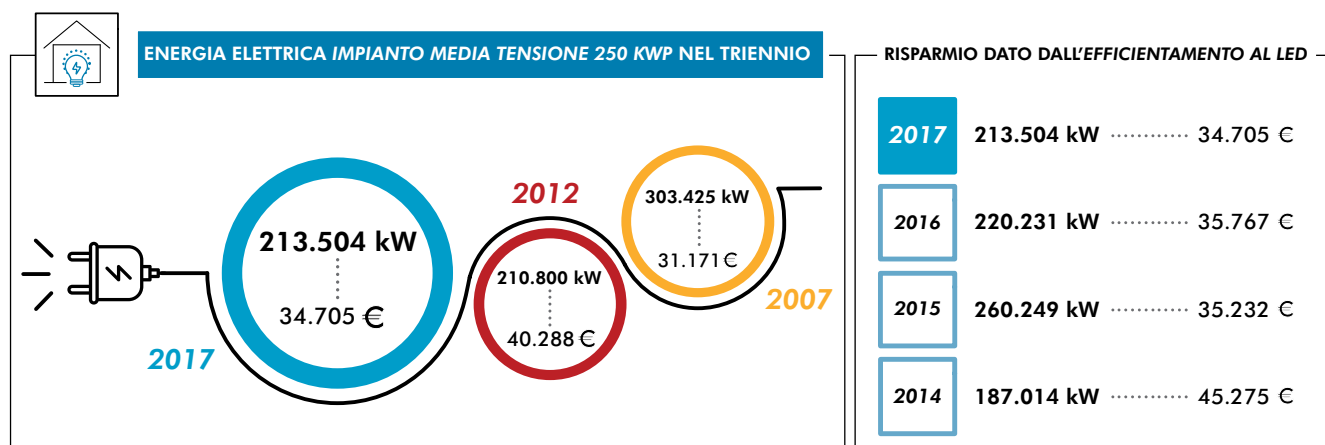 ENERGIA ELETTRICA IMPIANTO MEDIA TENSIONE 250 KWP NEL TRIENNIO
213.504 kW
34.705 €
2017
2012
210.800 kW
40.288 €
303.425 kW
31.171 €
2007
RISPARMIO DATO DALL'EFFICIENTAMENTO AL LED
2017 213.504 kW ............ 34.705 €
2016 220.231 kW ............ 35.767 €
2015 260.249 kW ............ 35.232 €
2014 187.014 kW ............ 45.275 €